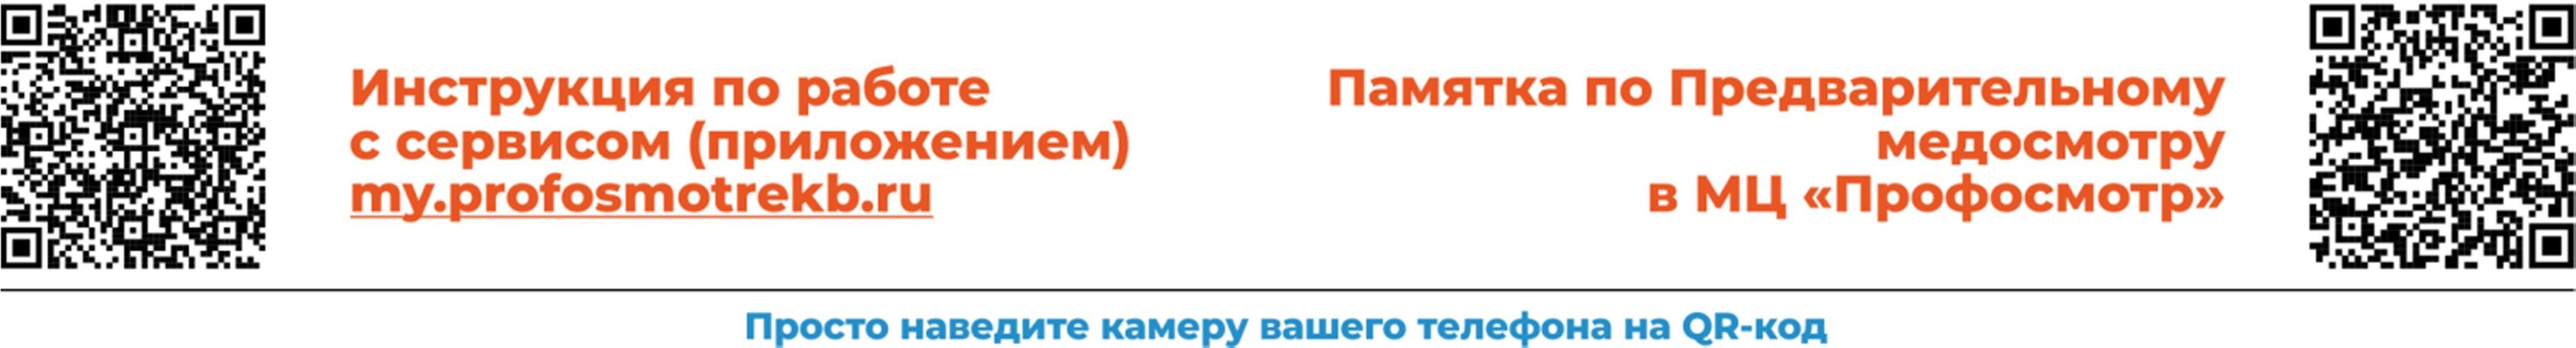 Инструкция по работе
с сервисом (приложением)
my.profosmotrekb.ru
Памятка по Предварительному
медосмотру
в МЦ «Профосмотр»
Просто наведите камеру вашего телефона на QR-код